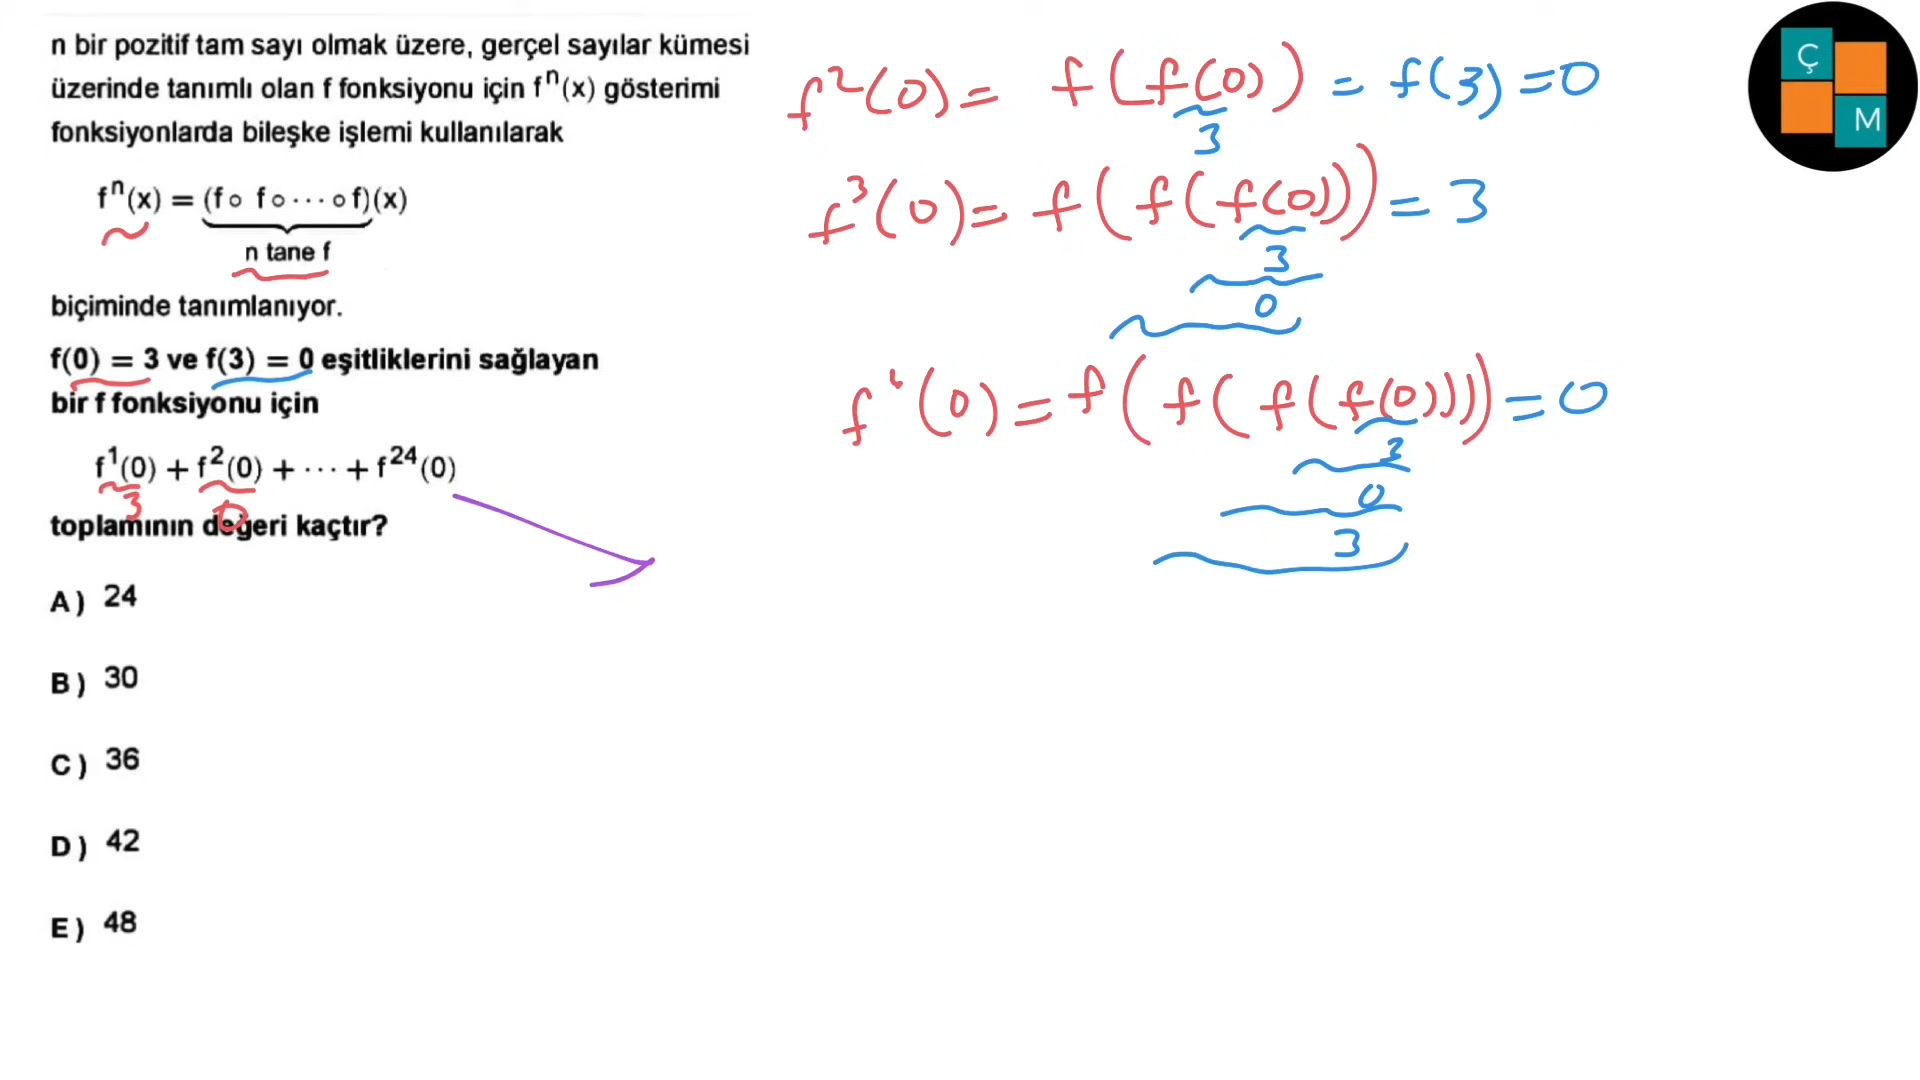 n bir pozitif tam sayı olmak üzere, gerçel sayılar kümesi
üzerinde tanımlı olan f fonksiyonu için fⁿ(x) gösterimi
fonksiyonlarda bileşke işlemi kullanılarak
fⁿ(x) = (f∘ f∘···∘f)(x)
n tane f
biçiminde tanımlanıyor.
f(0) = 3 ve f(3) = 0 eşitliklerini sağlayan
bir f fonksiyonu için
f¹(0) + f²(0) + ··· + f²⁴(0)
3 0
toplamının değeri kaçtır?
A) 24
B) 30
C) 36
D) 42
E) 48
f²(0) = f(f(0)) = f(3) = 0
3
f³(0) = f(f(f(0))) = 3
3
0
f⁴(0) = f(f(f(f(0)))) = 0
3
0
3
Ç
M